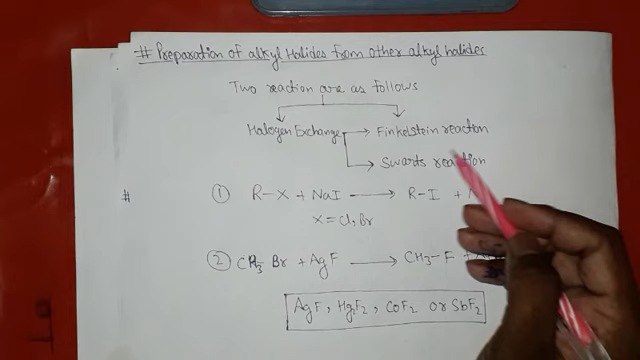 # Preparation of alkyl Halides from other alkyl halides
Two reaction are as follows
Halogen Exchange → Finkelstein reaction
→ Swarts reaction
# ① R-X + NaI → R-I +
X = Cl, Br
② CH3 Br + AgF → CH3-F +
AgF, Hg2F2, CoF2 or SbF2